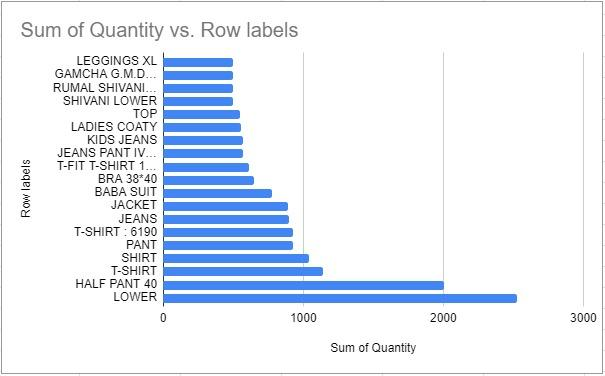 Sum of Quantity vs. Row labels
LEGGINGS XL
GAMCHA G.M.D...
RUMAL SHIVANI...
SHIVANI LOWER
TOP
LADIES COATY
KIDS JEANS
JEANS PANT IV...
T-FIT T-SHIRT 1...
BRA 38*40
BABA SUIT
JACKET
JEANS
T-SHIRT : 6190
PANT
SHIRT
T-SHIRT
HALF PANT 40
LOWER
Row labels
0 1000 2000 3000
Sum of Quantity